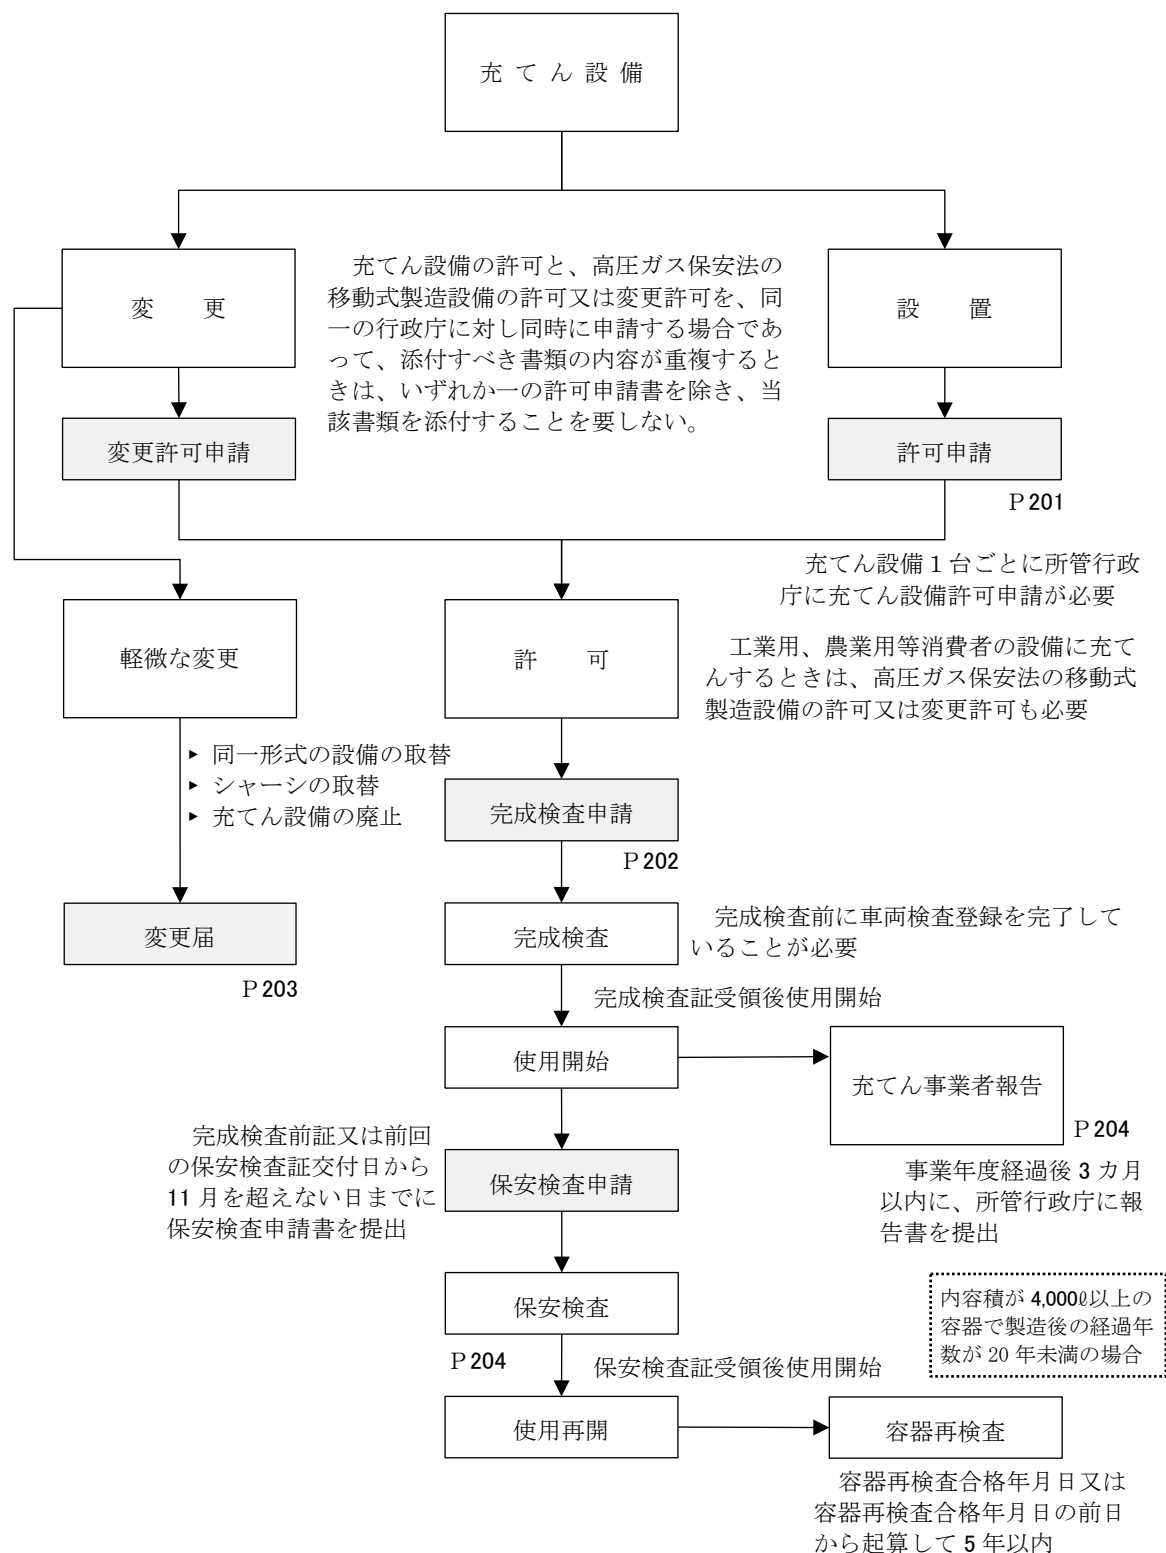 充てん設備
変　　更
充てん設備の許可と、高圧ガス保安法の
移動式製造設備の許可又は変更許可を、同
一の行政庁に対し同時に申請する場合であ
って、添付すべき書類の内容が重複すると
きは、いずれか一の許可申請書を除き、当
該書類を添付することを要しない。
設　　置
変更許可申請
許可申請
Ｐ201
充てん設備１台ごとに所管行政
庁に充てん設備許可申請が必要
軽微な変更
許　　可
工業用、農業用等消費者の設備に充て
んするときは、高圧ガス保安法の移動式
製造設備の許可又は変更許可も必要
▸ 同一形式の設備の取替
▸ シャーシの取替
▸ 充てん設備の廃止
完成検査申請
Ｐ202
変更届
Ｐ203
完成検査
完成検査前に車両検査登録を完了して
いることが必要
完成検査証受領後使用開始
使用開始
充てん事業者報告
Ｐ204
事業年度経過後 3 カ月
以内に、所管行政庁に報
告書を提出
完成検査前証又は前回
の保安検査証交付日から
11 月を超えない日までに
保安検査申請書を提出
保安検査申請
保安検査
Ｐ204
内容積が 4,000ℓ以上の
容器で製造後の経過年
数が 20 年未満の場合
保安検査証受領後使用開始
使用再開
容器再検査
容器再検査合格年月日又は
容器再検査合格年月日の前日
から起算して 5 年以内